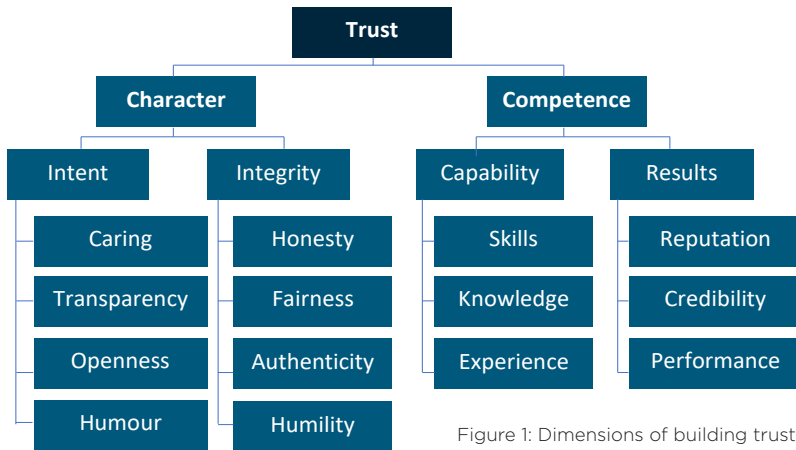 Trust
Character
Competence
Intent
Integrity
Capability
Results
Caring
Honesty
Skills
Reputation
Transparency
Fairness
Knowledge
Credibility
Openness
Authenticity
Experience
Performance
Humour
Humility
Figure 1: Dimensions of building trust